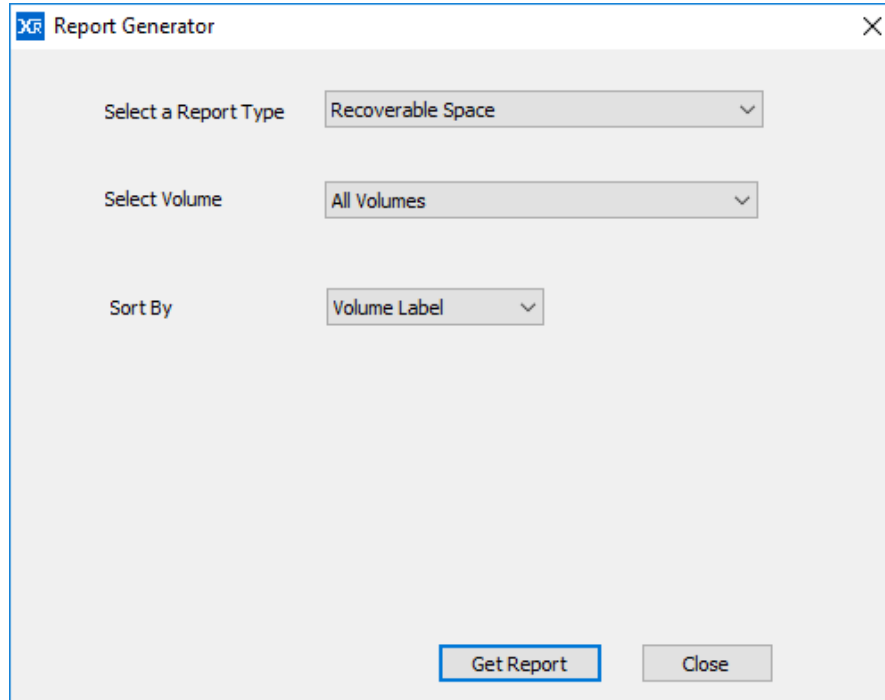 XR Report Generator
Select a Report Type Recoverable Space
Select Volume All Volumes
Sort By Volume Label
Get Report Close